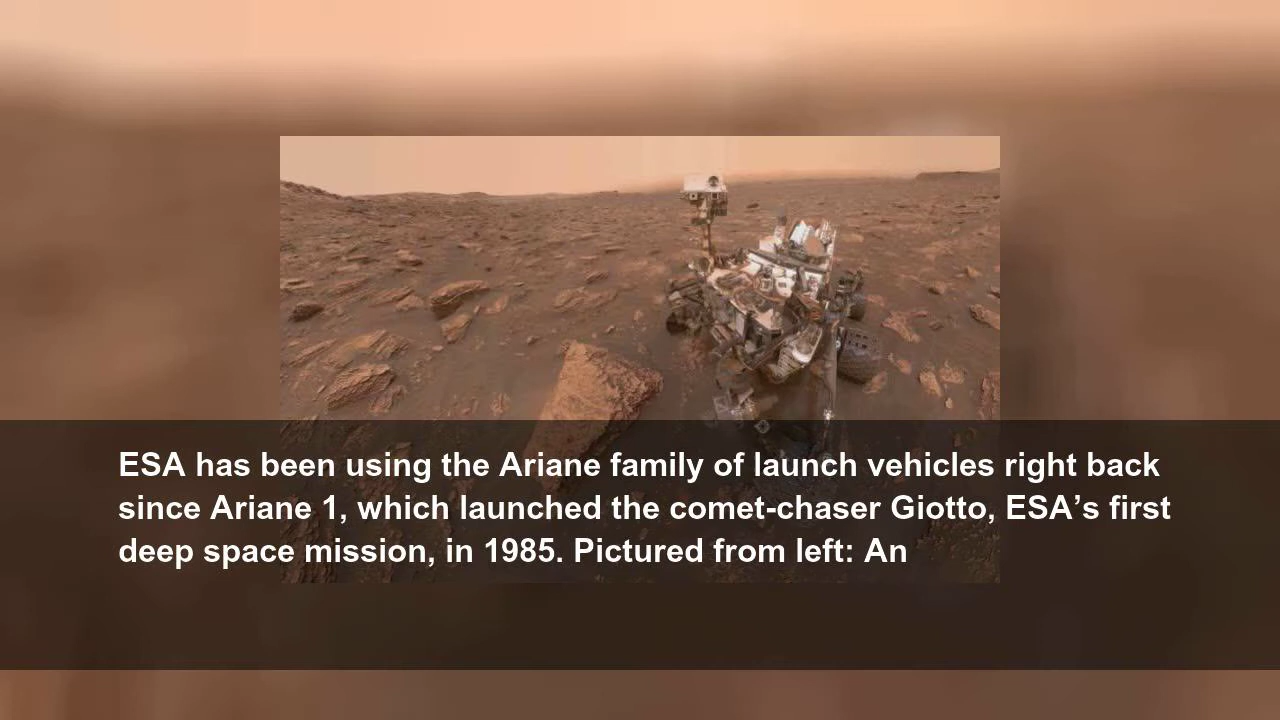 ESA has been using the Ariane family of launch vehicles right back
since Ariane 1, which launched the comet-chaser Giotto, ESA’s first
deep space mission, in 1985. Pictured from left: An